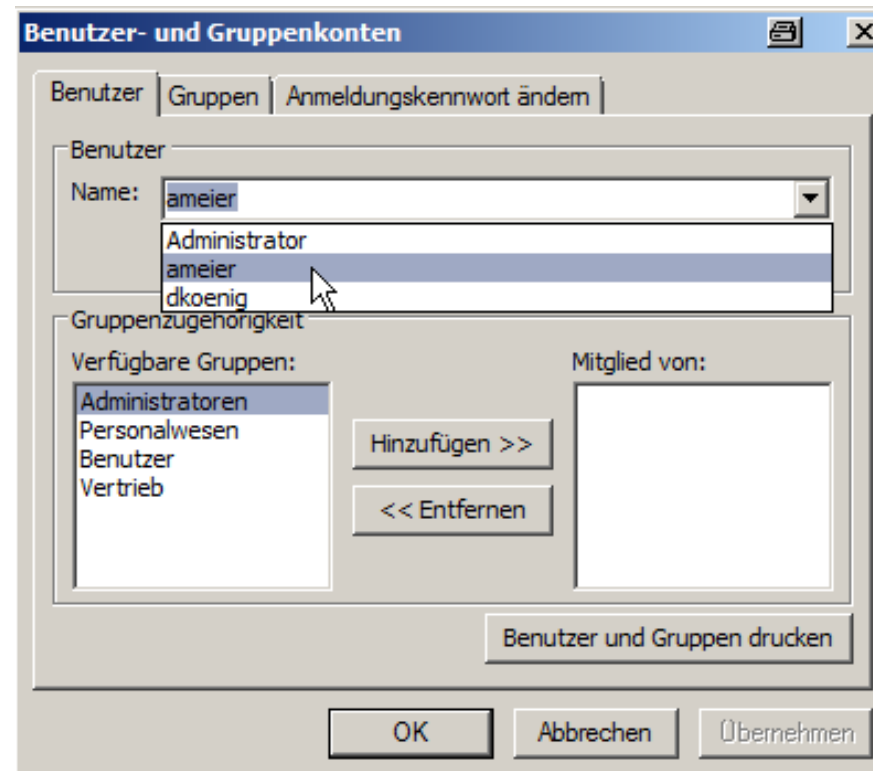 Benutzer- und Gruppenkonten
Benutzer Gruppen Anmeldungskennwort ändern
Benutzer
Name: ameier
Administrator
ameier
dkoenig
Gruppenzugehörigkeit
Verfügbare Gruppen: Mitglied von:
Administratoren
Personalwesen
Benutzer
Vertrieb
Hinzufügen >>
<< Entfernen
Benutzer und Gruppen drucken
OK Abbrechen Übernehmen